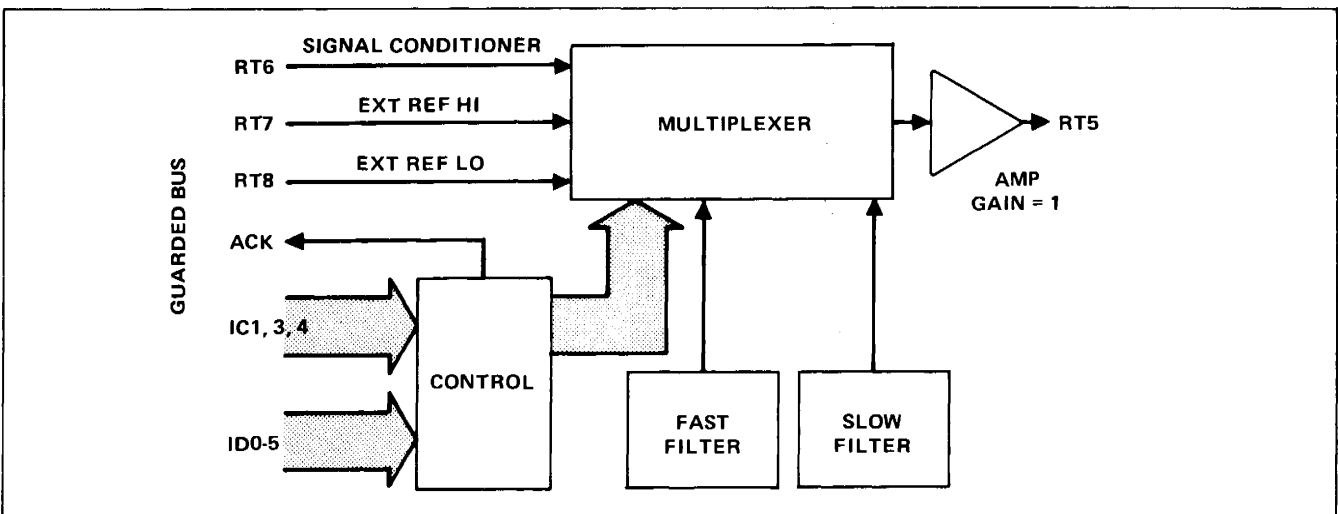 SIGNAL CONDITIONER
RT6
EXT REF HI
RT7
EXT REF LO
RT8
MULTIPLEXER
RT5
AMP
GAIN = 1
GUARDED BUS
ACK
IC1, 3, 4
CONTROL
ID0-5
FAST
FILTER
SLOW
FILTER